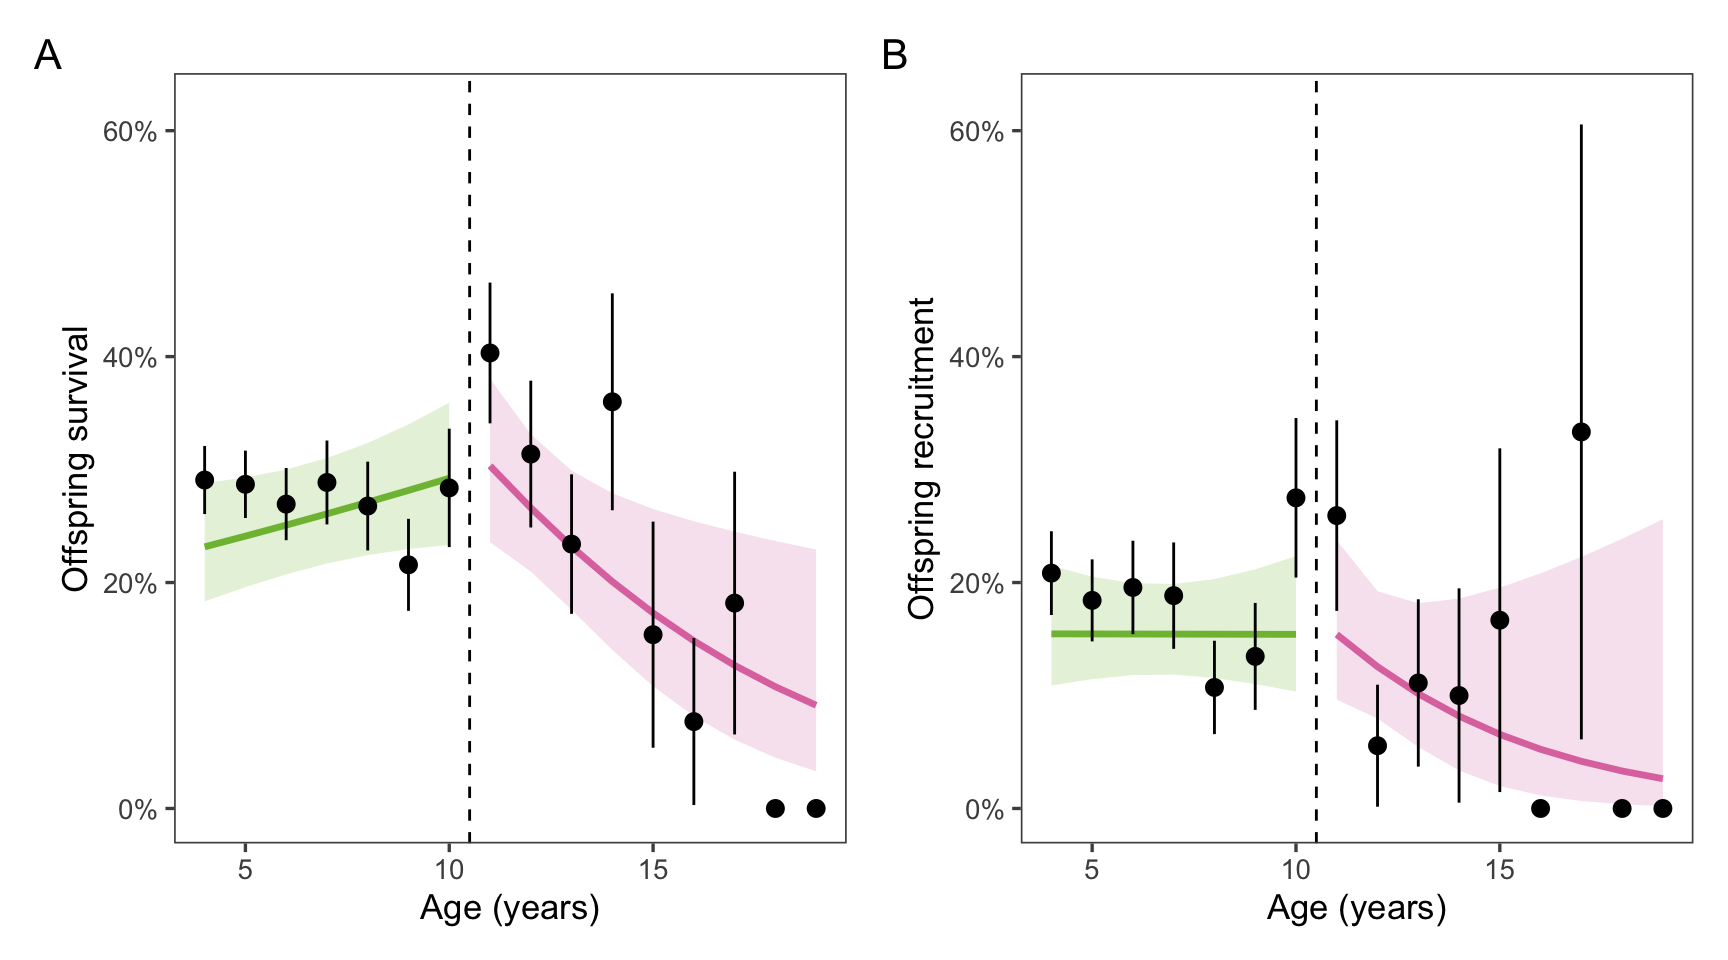 A
Offspring survival
60%
40%
20%
0%
5 10 15
Age (years)
B
Offspring recruitment
60%
40%
20%
0%
5 10 15
Age (years)